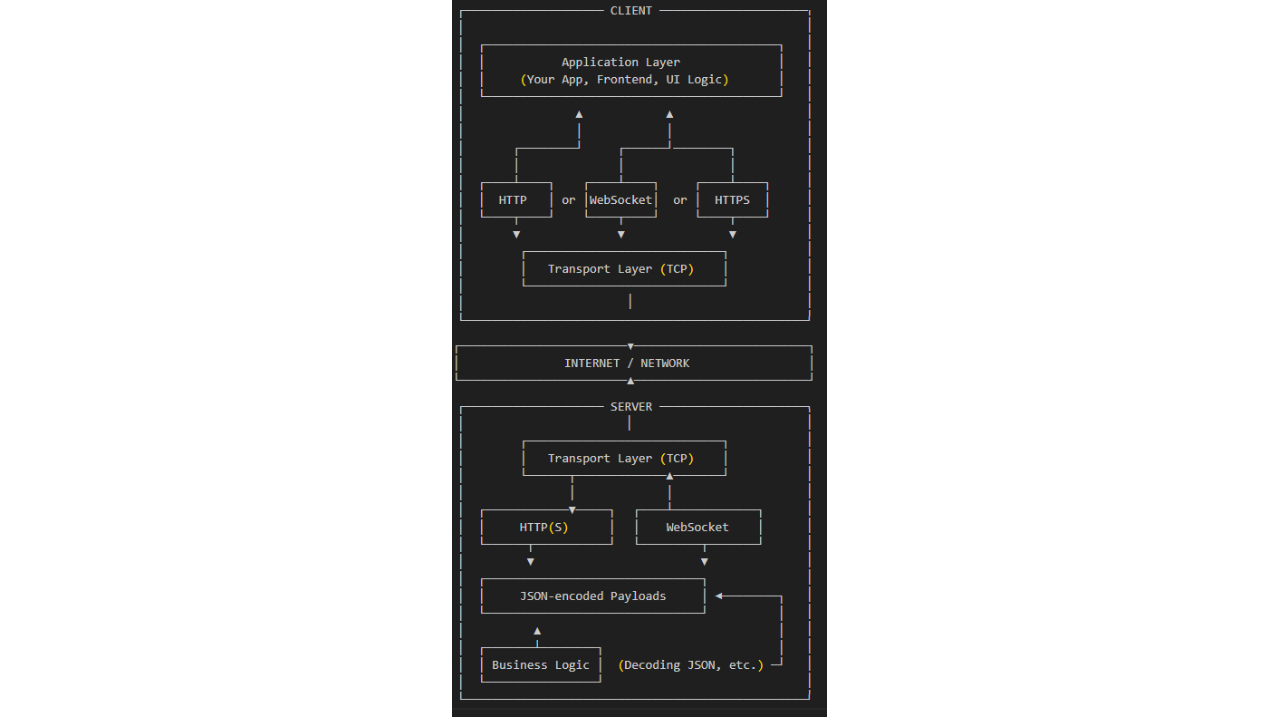 CLIENT
Application Layer
(Your App, Frontend, UI Logic)
HTTP or WebSocket or HTTPS
Transport Layer (TCP)
INTERNET / NETWORK
SERVER
Transport Layer (TCP)
HTTP(S) WebSocket
JSON-encoded Payloads
Business Logic (Decoding JSON, etc.)